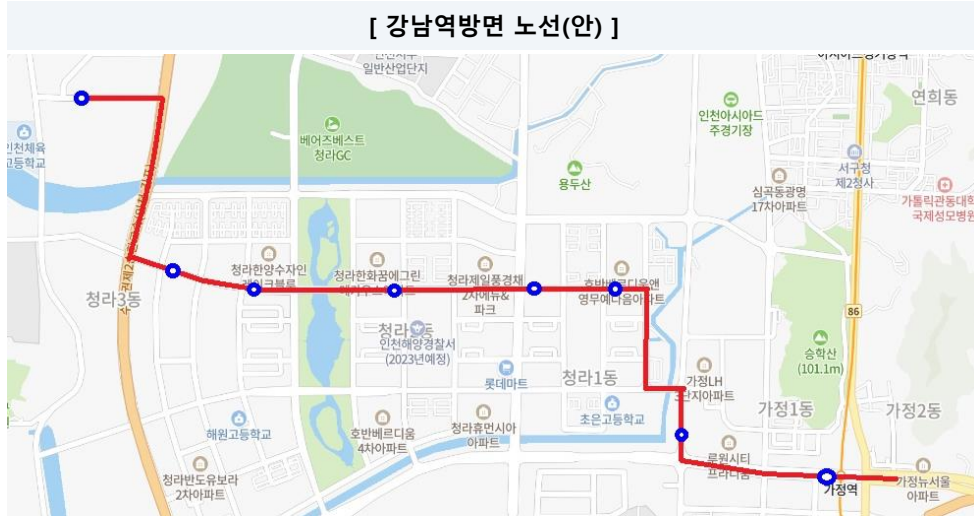 [ 강남역방면 노선(안) ]
일반산업단지
연희동
인천아시아드
주경기장
베어즈베스트
청라GC
인천체육
고등학교
서구청
제2청사
용두산
심곡동광명
17차아파트
가톨릭관동대학
국제성모병원
청라한양수자인
청라한화꿈에그린
청라제일풍경채
2차에듀&
파크
호반베르디움앤
영무예다음아파트
청라3동
86
인천해양경찰서
(2023년예정)
승학산
(101.1m)
롯데마트
청라1동
가정LH
가정1동
가정2동
초은고등학교
해원고등학교
호반베르디움
4차아파트
청라휴먼시아
아파트
루원시티
프라디움
청라반도유보라
2차아파트
가정역
가정뉴서울
아파트